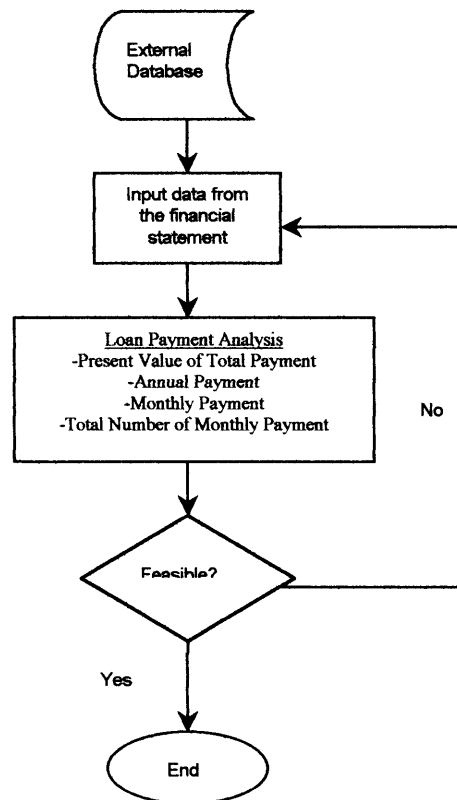 External
Database
Input data from
the financial
statement
Loan Payment Analysis
-Present Value of Total Payment
-Annual Payment
-Monthly Payment
-Total Number of Monthly Payment
No
Feasible?
Yes
End